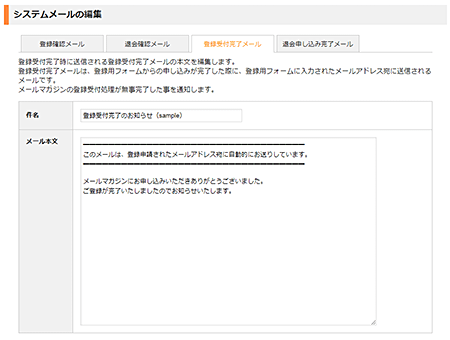 システムメールの編集
登録確認メール
退会確認メール
登録受付完了メール
退会申し込み完了メール
登録受付完了時に送信される登録受付完了メールの本文を編集します。
登録受付完了メールは、登録用フォームからの申し込みが完了した際に、登録用フォームに入力されたメールアドレス宛に送信される
メールです。
メールマガジンの登録受付処理が無事完了した事を通知します。
件名
登録受付完了のお知らせ（sample）
メール本文
このメールは、登録申請されたメールアドレス宛に自動的にお送りしています。
メールマガジンにお申し込みいただきありがとうございました。
ご登録が完了いたしましたのでお知らせいたします。